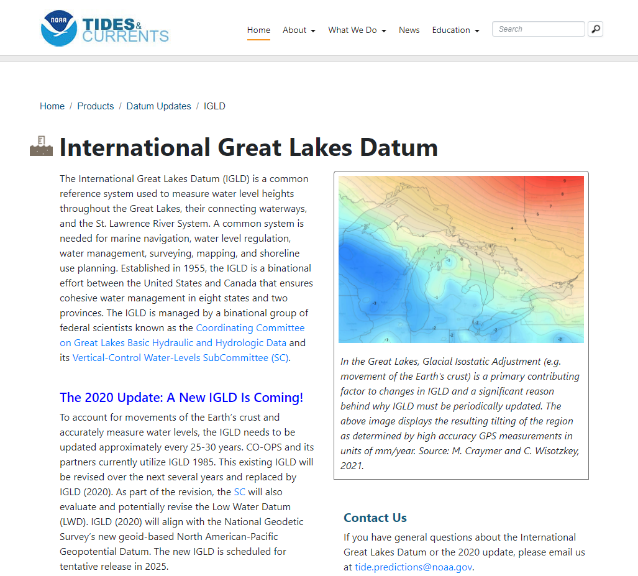 NOAA
TIDES &
CURRENTS
Home About What We Do News Education Search
Home / Products / Datum Updates / IGLD
International Great Lakes Datum
The International Great Lakes Datum (IGLD) is a common
reference system used to measure water level heights
throughout the Great Lakes, their connecting waterways,
and the St. Lawrence River System. A common system is
needed for marine navigation, water level regulation,
water management, surveying, mapping, and shoreline
use planning. Established in 1955, the IGLD is a binational
effort between the United States and Canada that ensures
cohesive water management in eight states and two
provinces. The IGLD is managed by a binational group of
federal scientists known as the Coordinating Committee
on Great Lakes Basic Hydraulic and Hydrologic Data and
its Vertical-Control Water-Levels SubCommittee (SC).
The 2020 Update: A New IGLD Is Coming!
To account for movements of the Earth's crust and
accurately measure water levels, the IGLD needs to be
updated approximately every 25-30 years. CO-OPS and its
partners currently utilize IGLD 1985. This existing IGLD will
be revised over the next several years and replaced by
IGLD (2020). As part of the revision, the SC will also
evaluate and potentially revise the Low Water Datum
(LWD). IGLD (2020) will align with the National Geodetic
Survey's new geoid-based North American-Pacific
Geopotential Datum. The new IGLD is scheduled for
tentative release in 2025.
In the Great Lakes, Glacial Isostatic Adjustment (e.g.
movement of the Earth's crust) is a primary contributing
factor to changes in IGLD and a significant reason
behind why IGLD must be periodically updated. The
above image displays the resulting tilting of the region
as determined by high accuracy GPS measurements in
units of mm/year. Source: M. Craymer and C. Wisotzkey,
2021.
Contact Us
If you have general questions about the International
Great Lakes Datum or the 2020 update, please email us
at tide.predictions@noaa.gov.